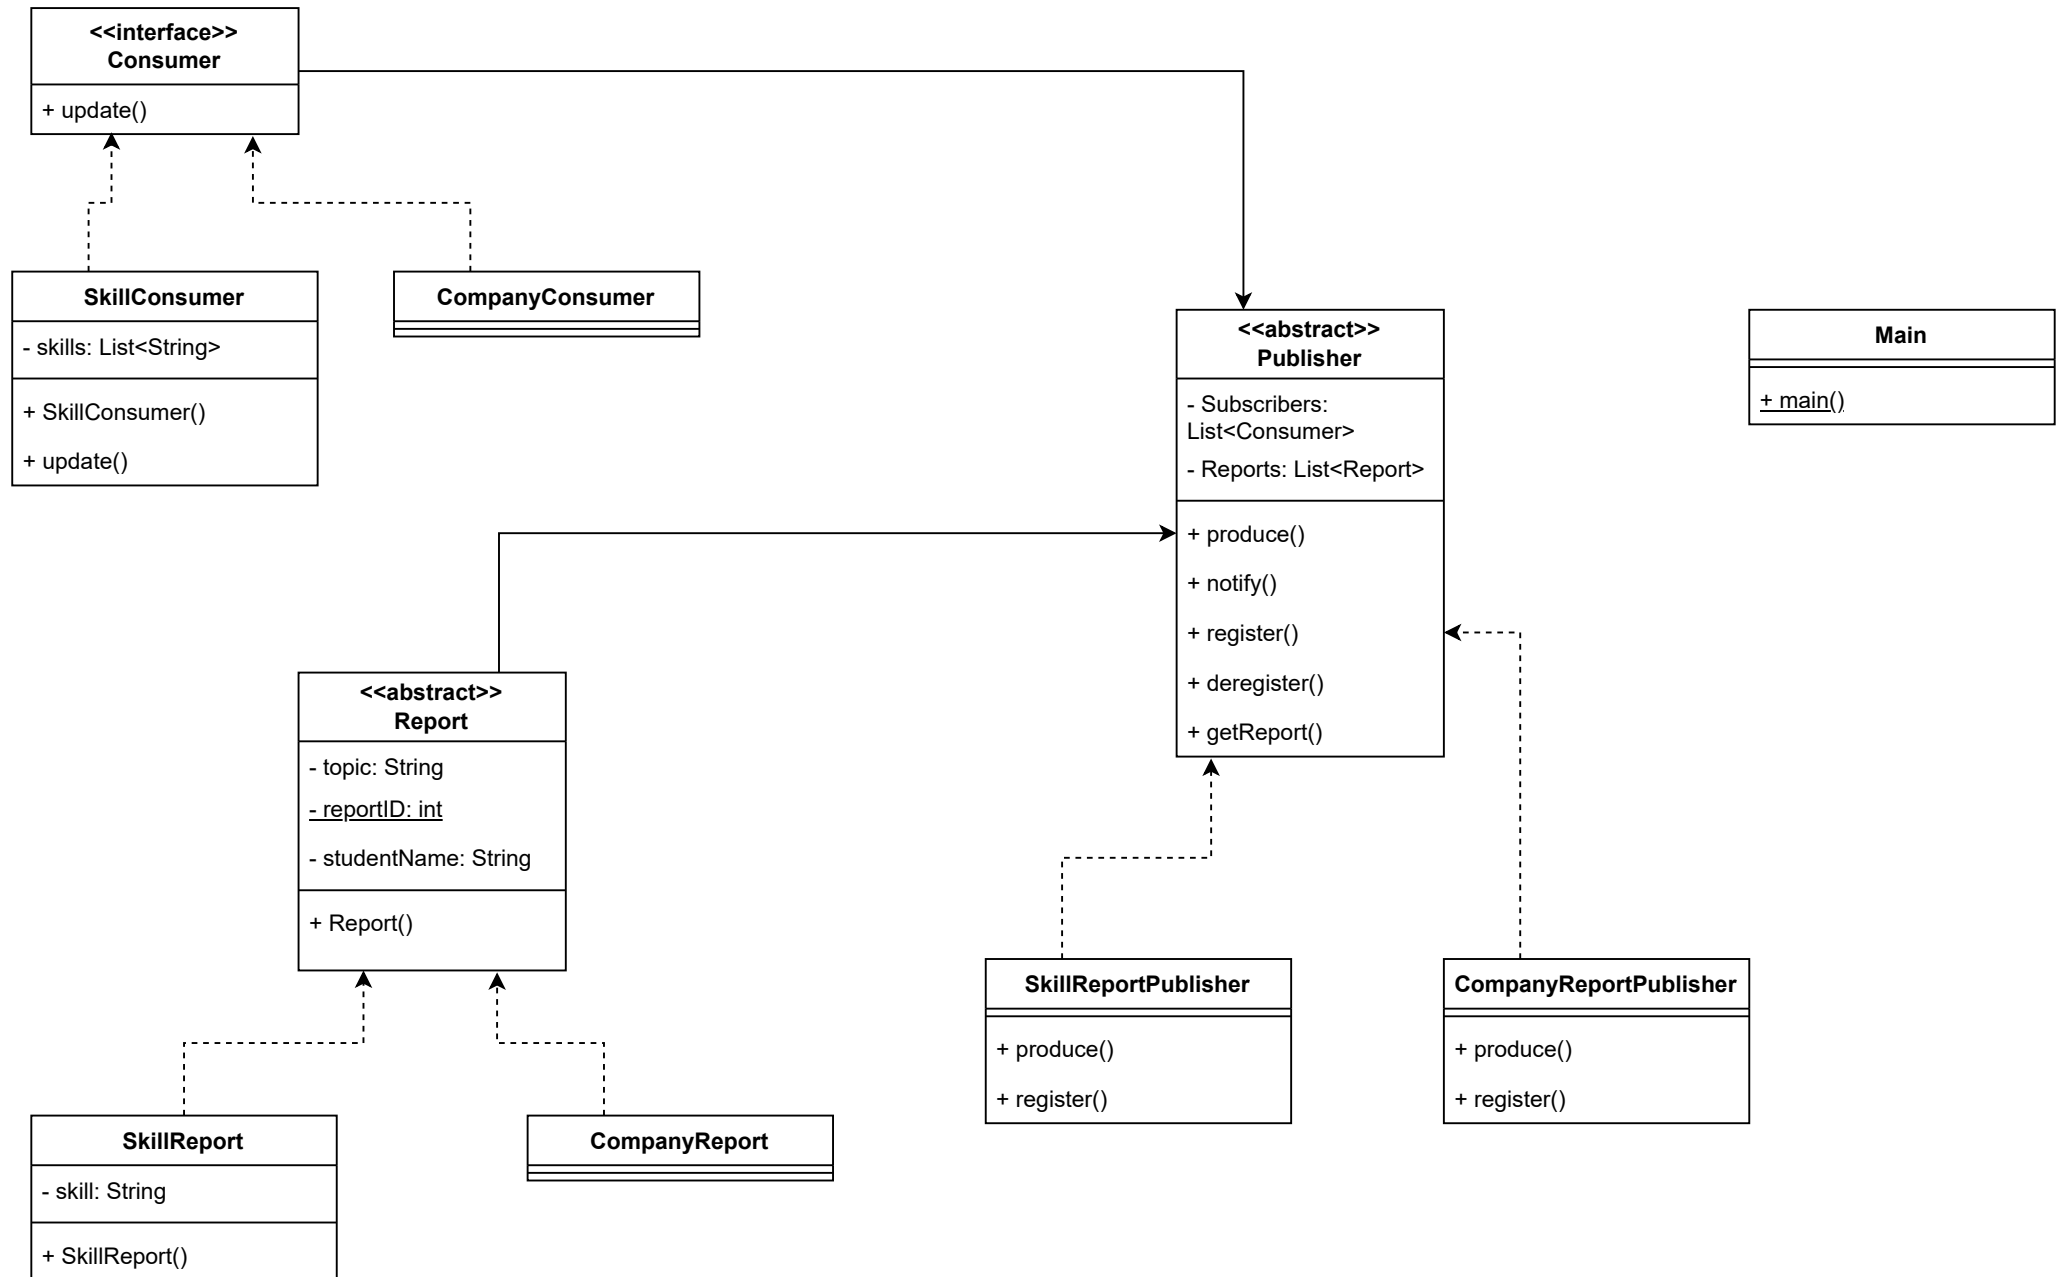 <<interface>>
Consumer
+ update()
SkillConsumer
- skills: List<String>
+ SkillConsumer()
+ update()
CompanyConsumer
<<abstract>>
Publisher
- Subscribers:
List<Consumer>
- Reports: List<Report>
+ produce()
+ notify()
+ register()
+ deregister()
+ getReport()
Main
+ main()
<<abstract>>
Report
- topic: String
- reportID: int
- studentName: String
+ Report()
SkillReportPublisher
+ produce()
+ register()
CompanyReportPublisher
+ produce()
+ register()
SkillReport
- skill: String
+ SkillReport()
CompanyReport